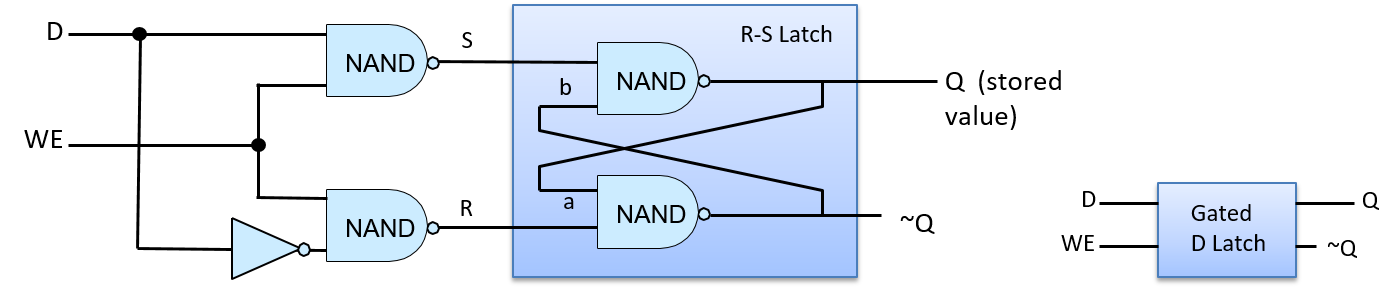 D
NAND
S
R-S Latch
NAND
b
Q (stored
value)
WE
NAND
R
a
NAND
~Q
D
WE
Gated
D Latch
Q
~Q